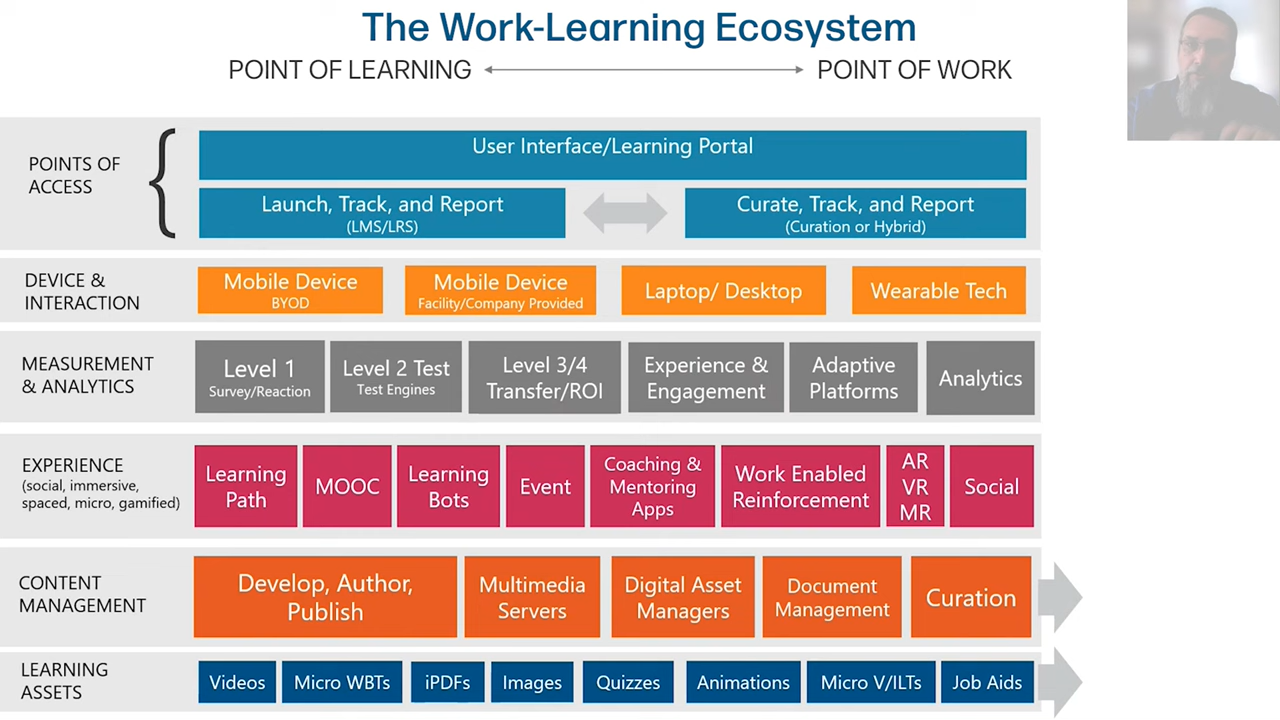 The Work-Learning Ecosystem
POINT OF LEARNING
POINT OF WORK
POINTS OF
ACCESS
User Interface/Learning Portal
Launch, Track, and Report
(LMS/LRS)
Curate, Track, and Report
(Curation or Hybrid)
DEVICE &
INTERACTION
Mobile Device
BYOD
Mobile Device
Facility/Company Provided
Laptop/ Desktop
Wearable Tech
MEASUREMENT
& ANALYTICS
Level 1
Survey/Reaction
Level 2 Test
Test Engines
Level 3/4
Transfer/ROI
Experience &
Engagement
Adaptive
Platforms
Analytics
EXPERIENCE
(social, immersive,
spaced, micro, gamified)
Learning
Path
MOOC
Learning
Bots
Event
Coaching &
Mentoring
Apps
Work Enabled
Reinforcement
AR
VR
MR
Social
CONTENT
MANAGEMENT
Develop, Author,
Publish
Multimedia
Servers
Digital Asset
Managers
Document
Management
Curation
LEARNING
ASSETS
Videos
Micro WBTs
iPDFs
Images
Quizzes
Animations
Micro V/ILTs
Job Aids